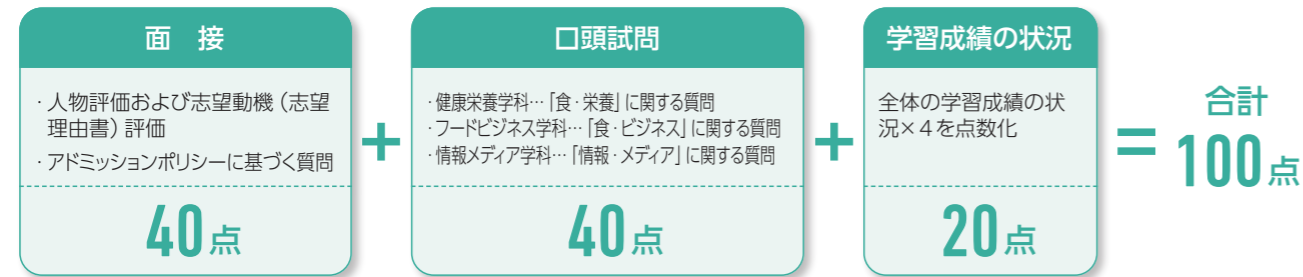 面　接
・人物評価および志望動機（志望
理由書）評価
・アドミッションポリシーに基づく質問
40点
+
口頭試問
・健康栄養学科…「食・栄養」に関する質問
・フードビジネス学科…「食・ビジネス」に関する質問
・情報メディア学科…「情報・メディア」に関する質問
40点
+
学習成績の状況
全体の学習成績の状
況×４を点数化
20点
=
合計
100点